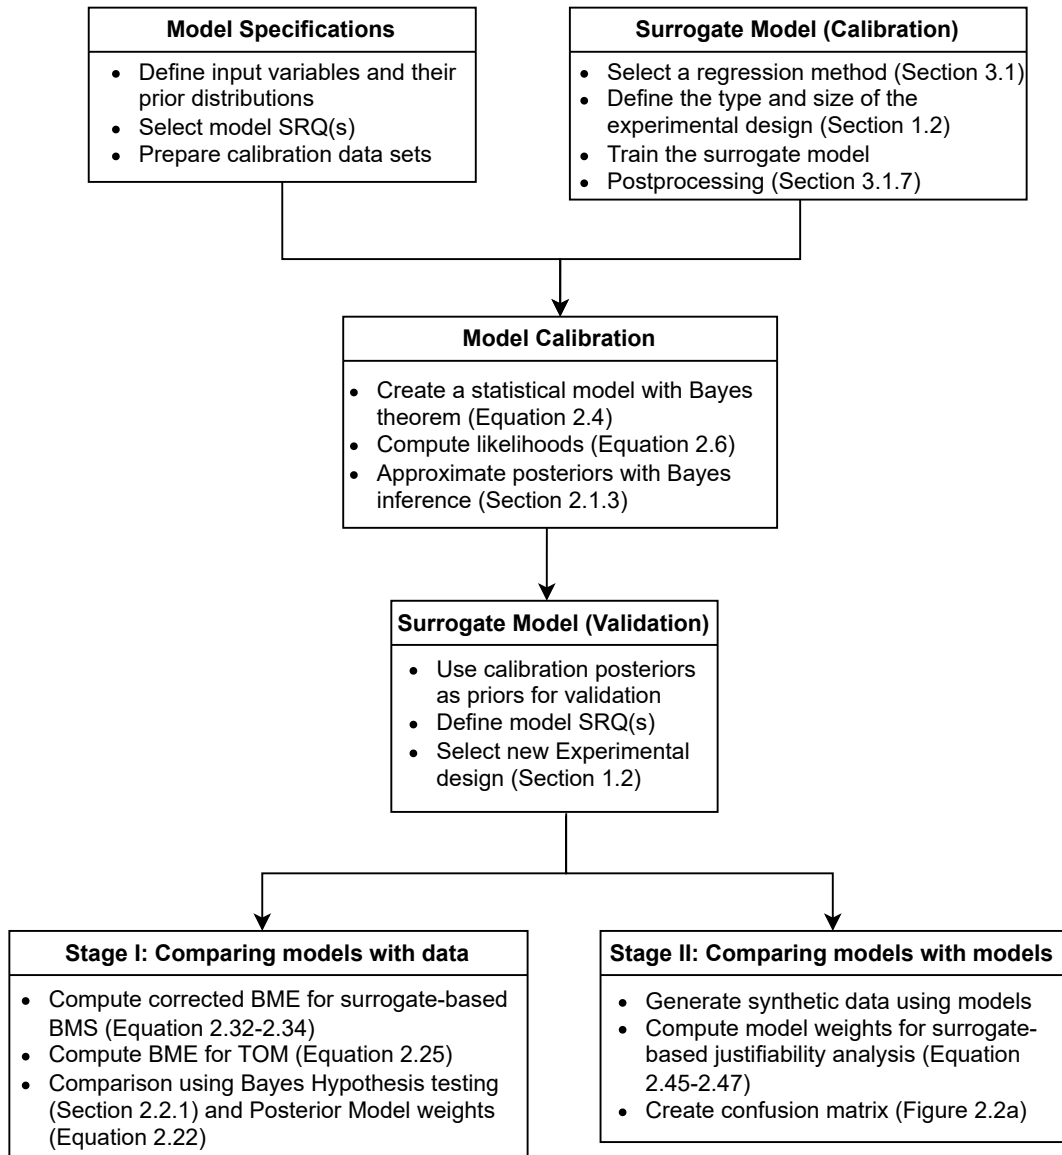 Model Specifications
• Define input variables and their
prior distributions
• Select model SRQ(s)
• Prepare calibration data sets
Surrogate Model (Calibration)
• Select a regression method (Section 3.1)
• Define the type and size of the
experimental design (Section 1.2)
• Train the surrogate model
• Postprocessing (Section 3.1.7)
Model Calibration
• Create a statistical model with Bayes
theorem (Equation 2.4)
• Compute likelihoods (Equation 2.6)
• Approximate posteriors with Bayes
inference (Section 2.1.3)
Surrogate Model (Validation)
• Use calibration posteriors
as priors for validation
• Define model SRQ(s)
• Select new Experimental
design (Section 1.2)
Stage I: Comparing models with data
• Compute corrected BME for surrogate-based
BMS (Equation 2.32-2.34)
• Compute BME for TOM (Equation 2.25)
• Comparison using Bayes Hypothesis testing
(Section 2.2.1) and Posterior Model weights
(Equation 2.22)
Stage II: Comparing models with models
• Generate synthetic data using models
• Compute model weights for surrogate-
based justifiability analysis (Equation
2.45-2.47)
• Create confusion matrix (Figure 2.2a)